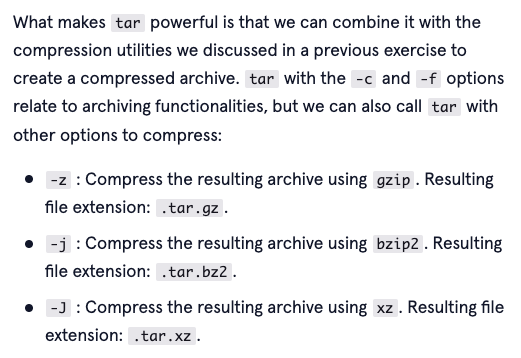 What makes tar powerful is that we can combine it with the
compression utilities we discussed in a previous exercise to
create a compressed archive. tar with the -c and -f options
relate to archiving functionalities, but we can also call tar with
other options to compress:
• -z : Compress the resulting archive using gzip. Resulting
file extension: .tar.gz.
• -j : Compress the resulting archive using bzip2. Resulting
file extension: .tar.bz2.
• -J : Compress the resulting archive using xz. Resulting file
extension: .tar.xz.